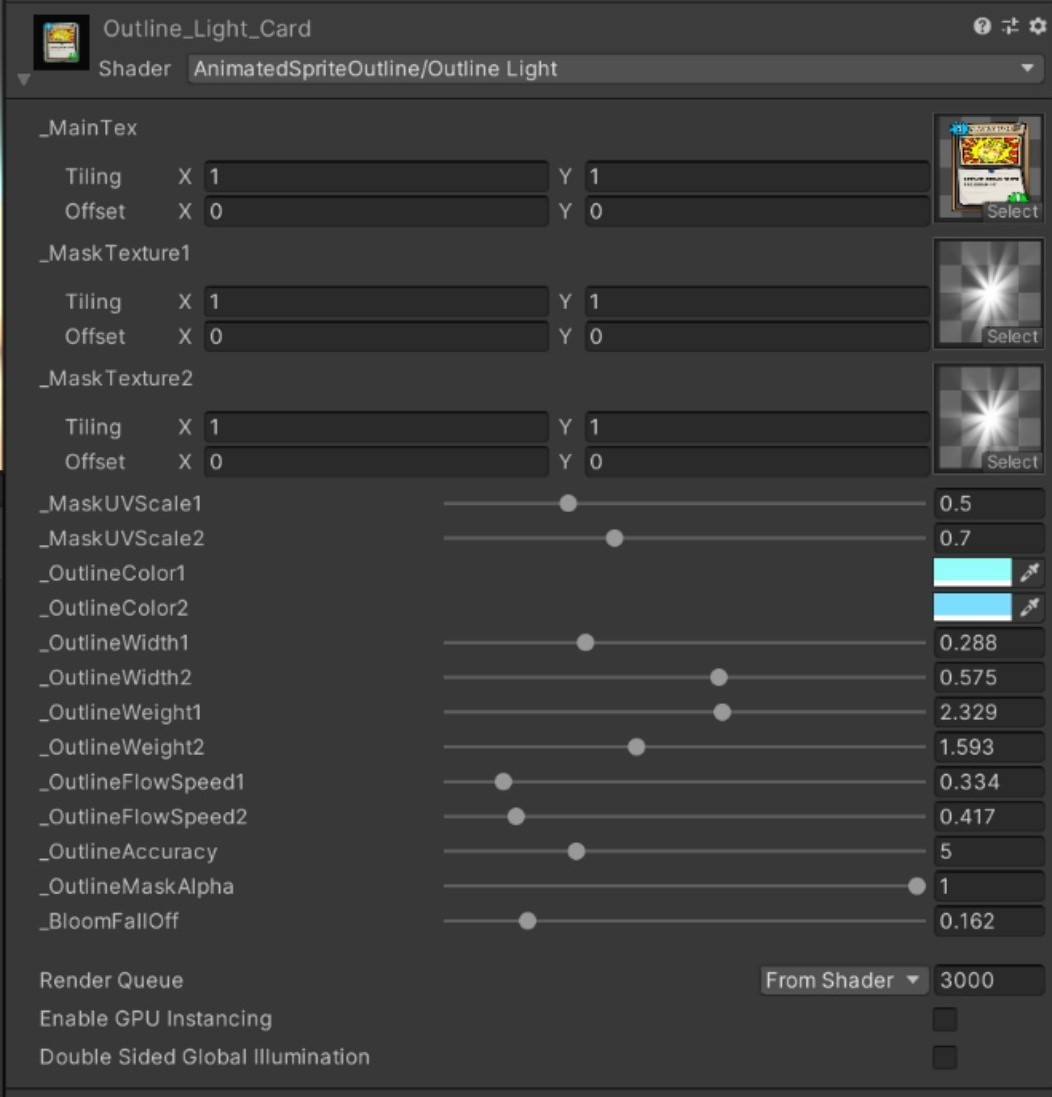 Outline_Light_Card
Shader AnimatedSpriteOutline/Outline Light
_MainTex
Tiling X 1 Y 1
Offset X 0 Y 0
Select
_MaskTexture1
Tiling X 1 Y 1
Offset X 0 Y 0
Select
_MaskTexture2
Tiling X 1 Y 1
Offset X 0 Y 0
Select
_MaskUVScale1 0.5
_MaskUVScale2 0.7
_OutlineColor1
_OutlineColor2
_OutlineWidth1 0.288
_OutlineWidth2 0.575
_OutlineWeight1 2.329
_OutlineWeight2 1.593
_OutlineFlowSpeed1 0.334
_OutlineFlowSpeed2 0.417
_OutlineAccuracy 5
_OutlineMaskAlpha 1
_BloomFallOff 0.162
Render Queue From Shader 3000
Enable GPU Instancing
Double Sided Global Illumination